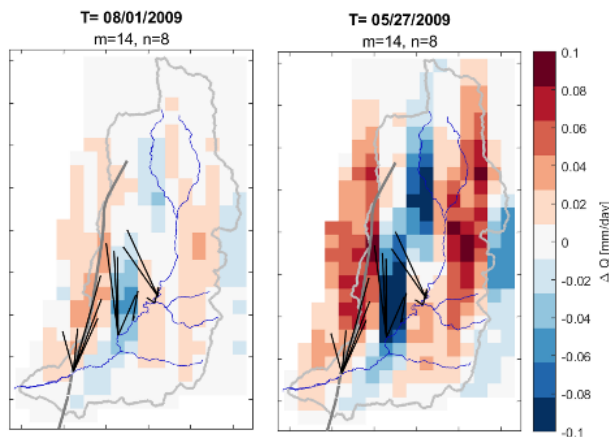 T= 08/01/2009
m=14, n=8
T= 05/27/2009
m=14, n=8
0.1
0.08
0.06
0.04
0.02
0
-0.02
-0.04
-0.06
-0.08
-0.1
Δ Q [mm/day]